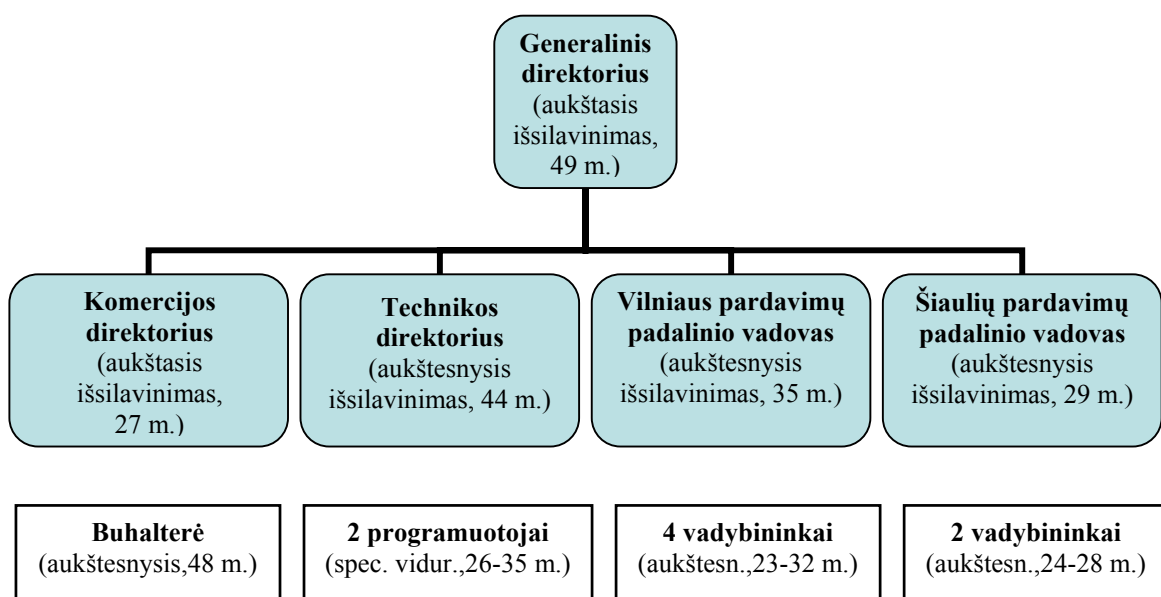 Generalinis
direktorius
(aukštasis
išsilavinimas,
49 m.)
Komercijos
direktorius
(aukštasis
išsilavinimas,
27 m.)
Technikos
direktorius
(aukštesnysis
išsilavinimas, 44 m.)
Vilniaus pardavimų
padalinio vadovas
(aukštesnysis
išsilavinimas, 35 m.)
Šiaulių pardavimų
padalinio vadovas
(aukštesnysis
išsilavinimas, 29 m.)
Buhalterė
(aukštesnysis,48 m.)
2 programuotojai
(spec. vidur.,26-35 m.)
4 vadybininkai
(aukštesn.,23-32 m.)
2 vadybininkai
(aukštesn.,24-28 m.)